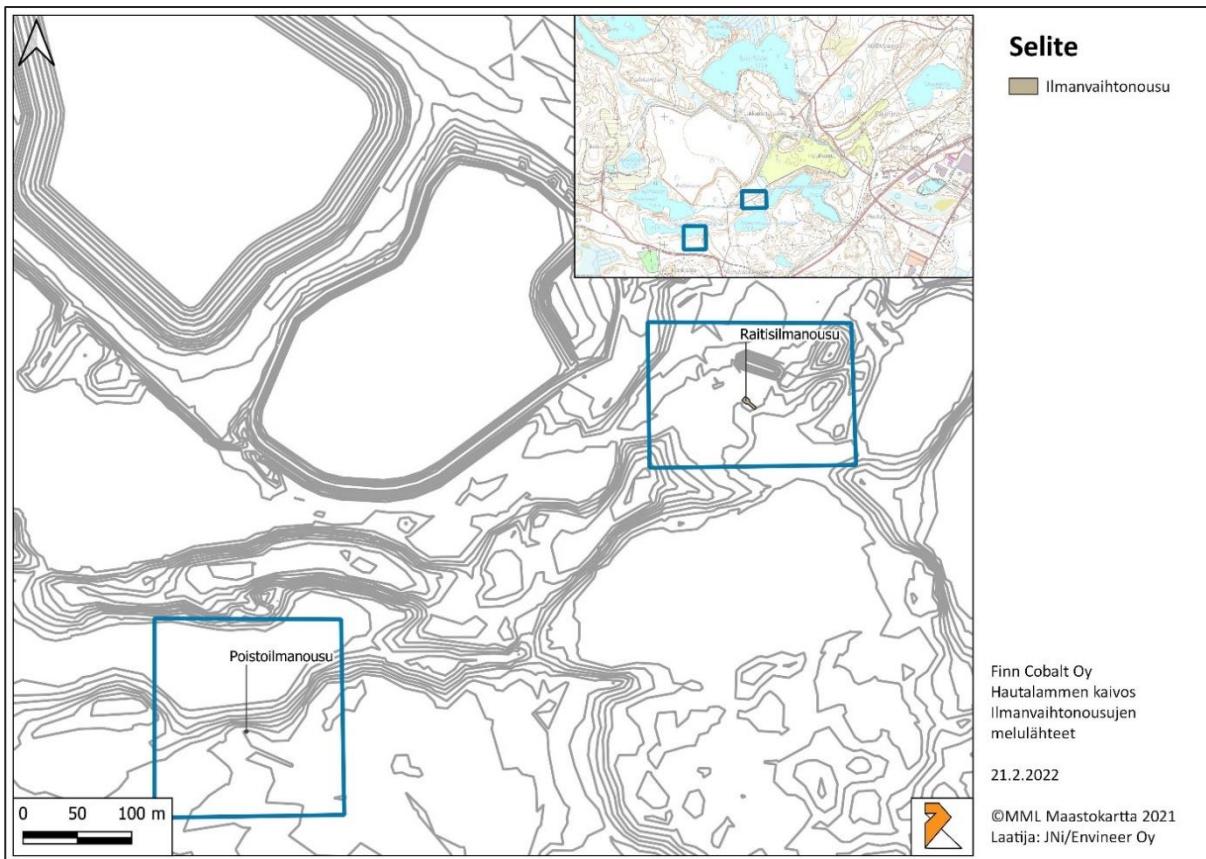 Selite
Ilmanvaihtonousu
Raitisilmanousu
Poistoilmanousu
0 50 100 m
Finn Cobalt Oy
Hautalammen kaivos
Ilmanvaihtonousujen
melulähteet
21.2.2022
©MML Maastokartta 2021
Laatija: JNi/Envineer Oy